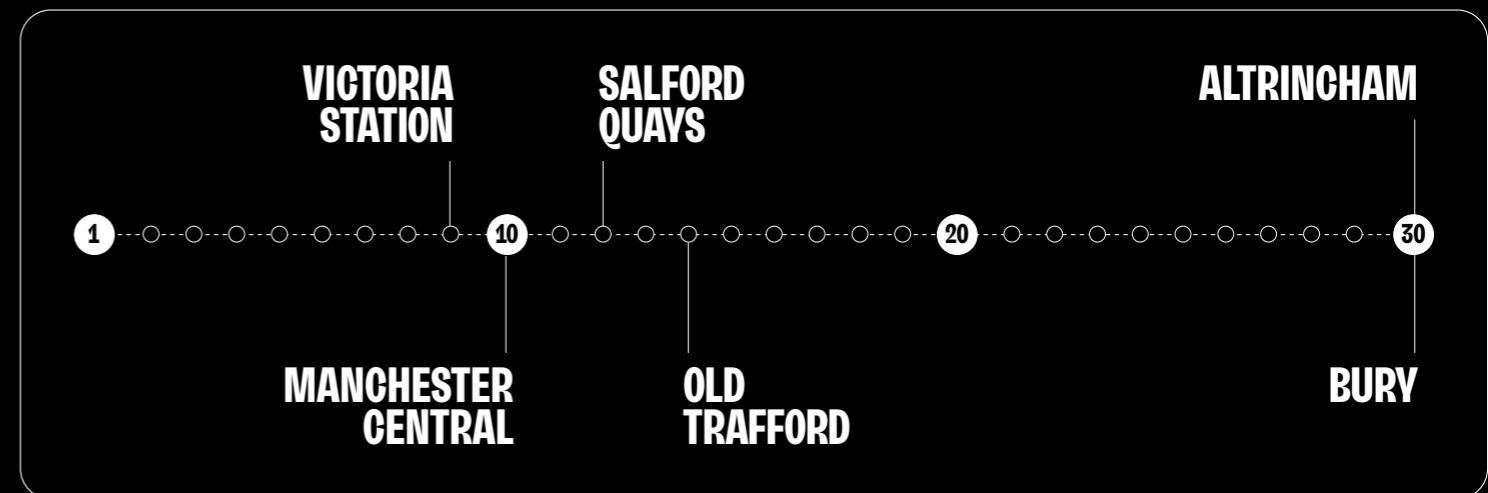 VICTORIA
STATION
SALFORD
QUAYS
ALTRINCHAM
1
10
20
30
MANCHESTER
CENTRAL
OLD
TRAFFORD
BURY